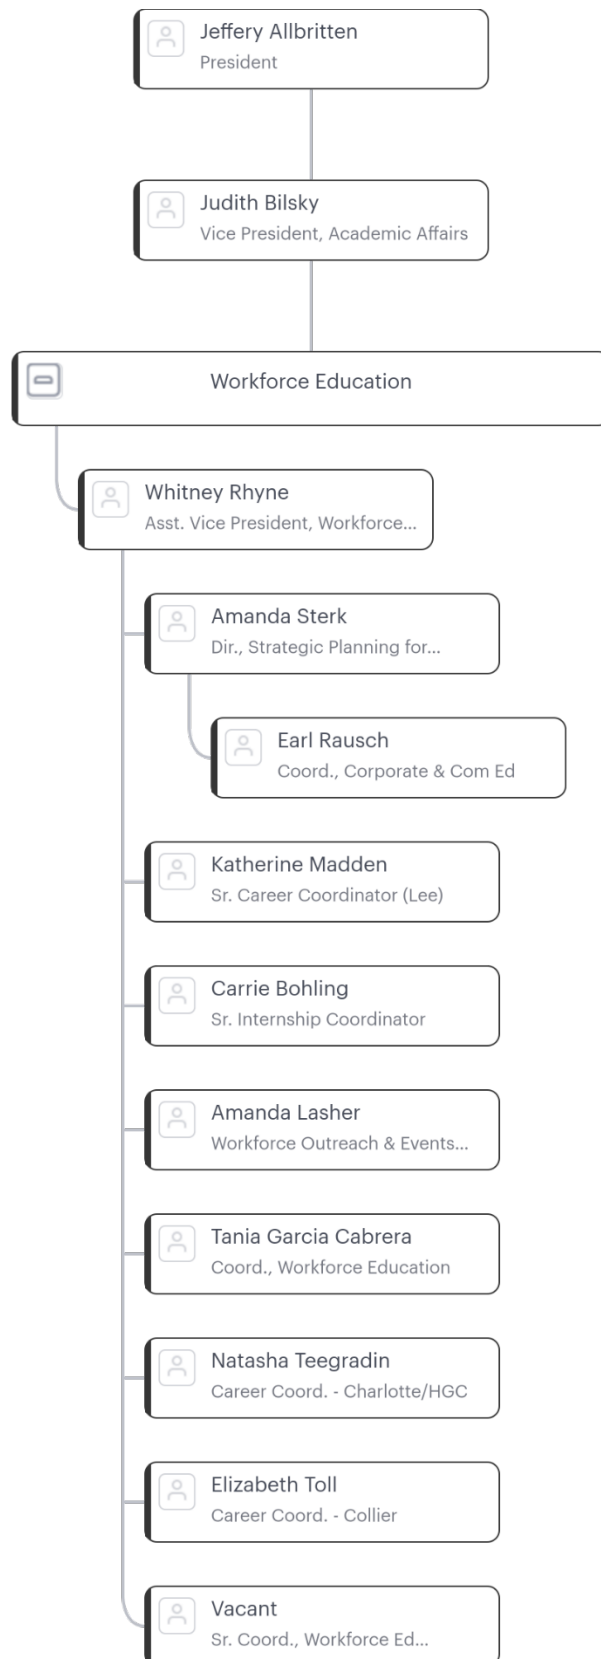 Jeffery Allbritten
President
Judith Bilsky
Vice President, Academic Affairs
Workforce Education
Whitney Rhyne
Asst. Vice President, Workforce...
Amanda Sterk
Dir., Strategic Planning for...
Earl Rausch
Coord., Corporate & Com Ed
Katherine Madden
Sr. Career Coordinator (Lee)
Carrie Bohling
Sr. Internship Coordinator
Amanda Lasher
Workforce Outreach & Events...
Tania Garcia Cabrera
Coord., Workforce Education
Natasha Teegradin
Career Coord. - Charlotte/HGC
Elizabeth Toll
Career Coord. - Collier
Vacant
Sr. Coord., Workforce Ed...